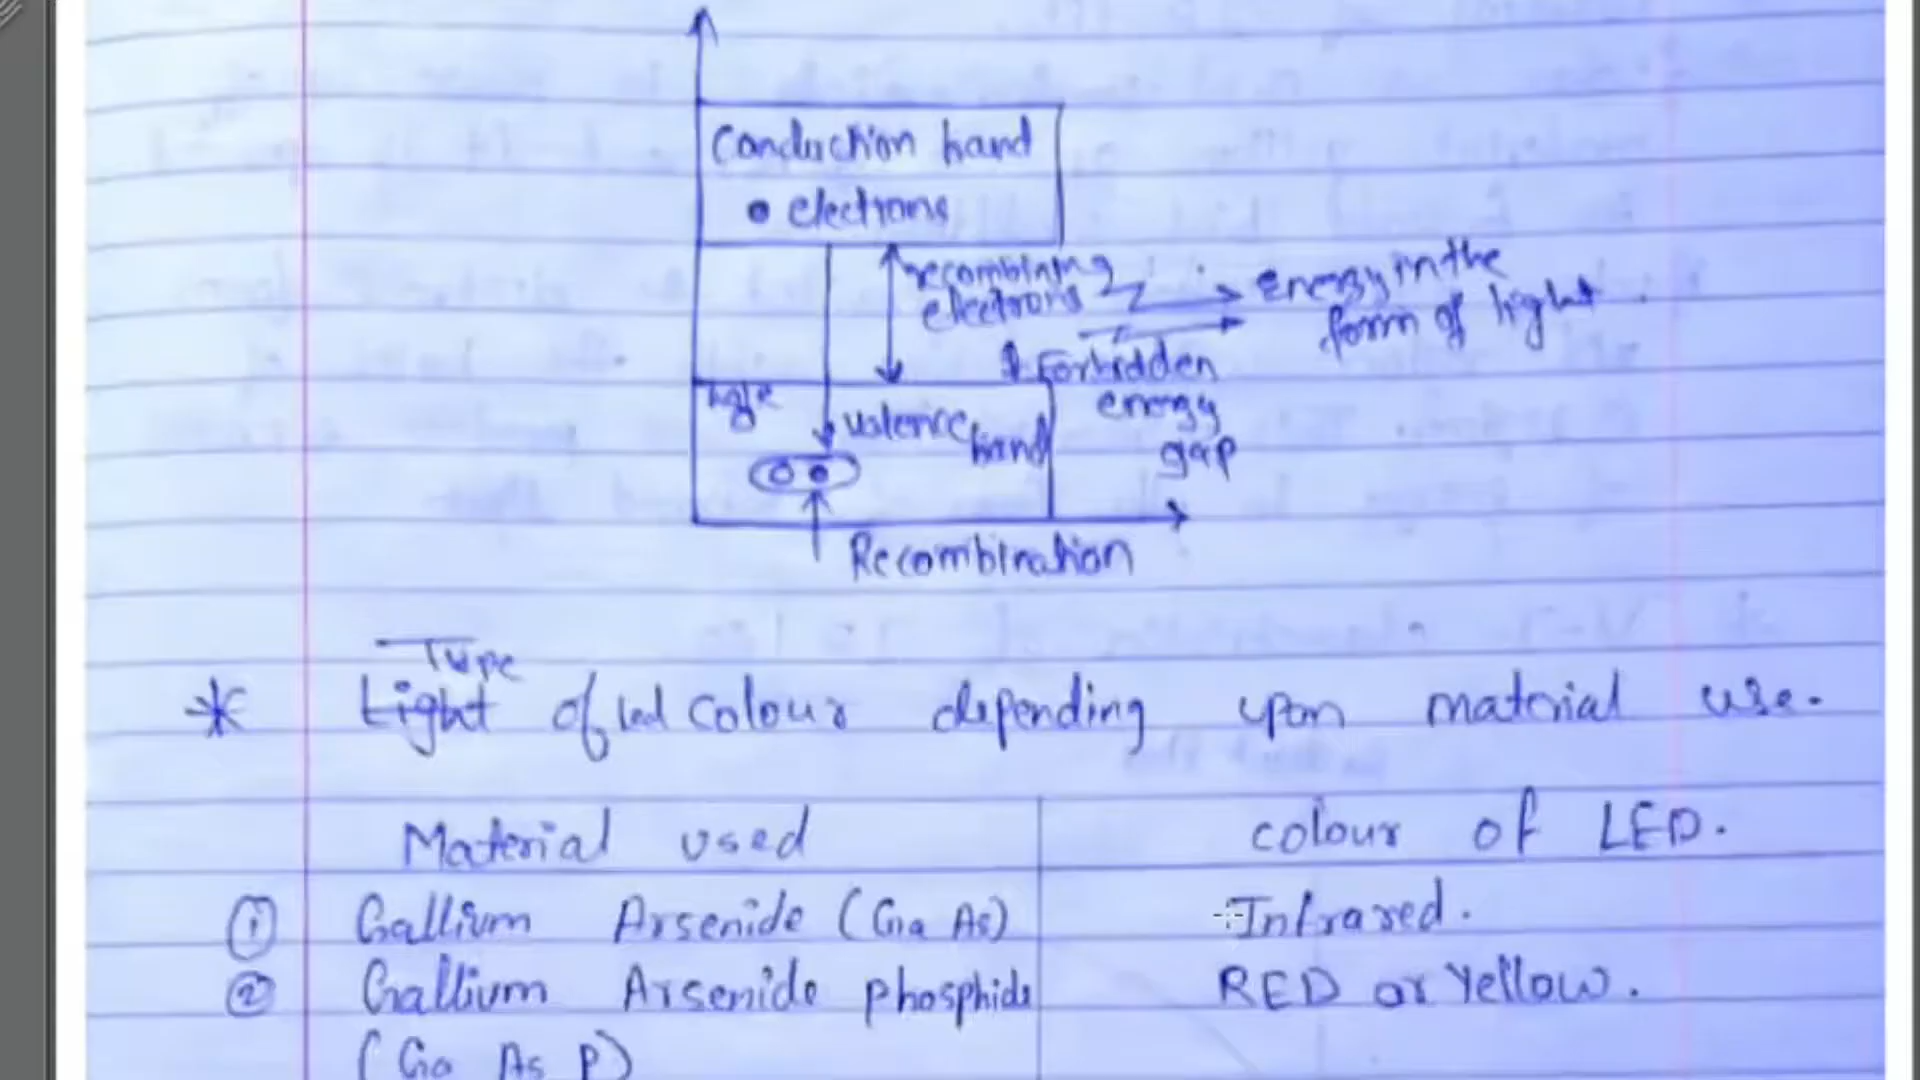 Conduction band
• electrons
recombining
electrons
energy in the
form of light.
Forbidden
energy
gap
hole
valence
band
Recombination
Type
* Light of led colour depending upon material use.
Material used colour of LED.
① Gallium Arsenide (Ga As) Infrared.
② Gallium Arsenide phosphide RED or Yellow.
(Ga As P)